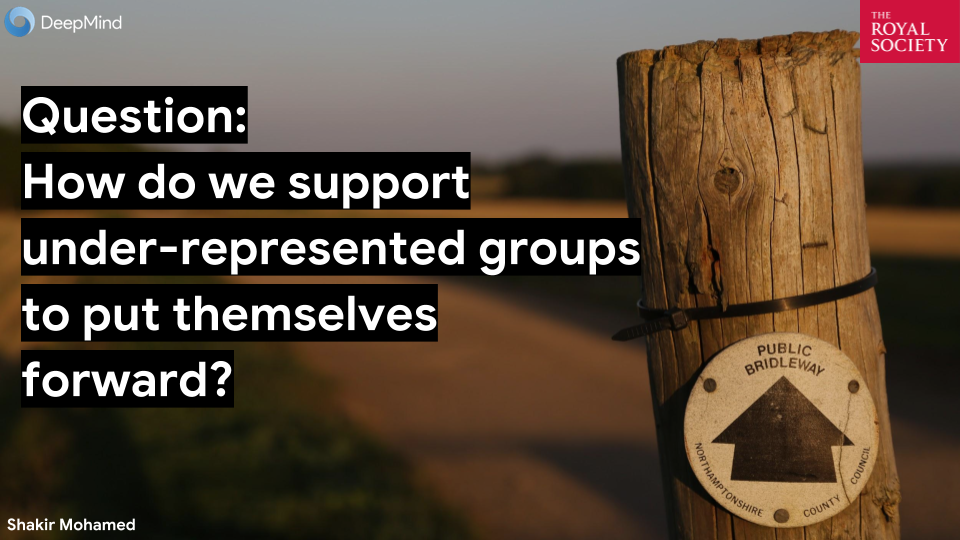 DeepMind
THE
ROYAL
SOCIETY
Question:
How do we support
under-represented groups
to put themselves
forward?
PUBLIC
BRIDLEWAY
NORTHAMPTONSHIRE COUNTY COUNCIL
Shakir Mohamed